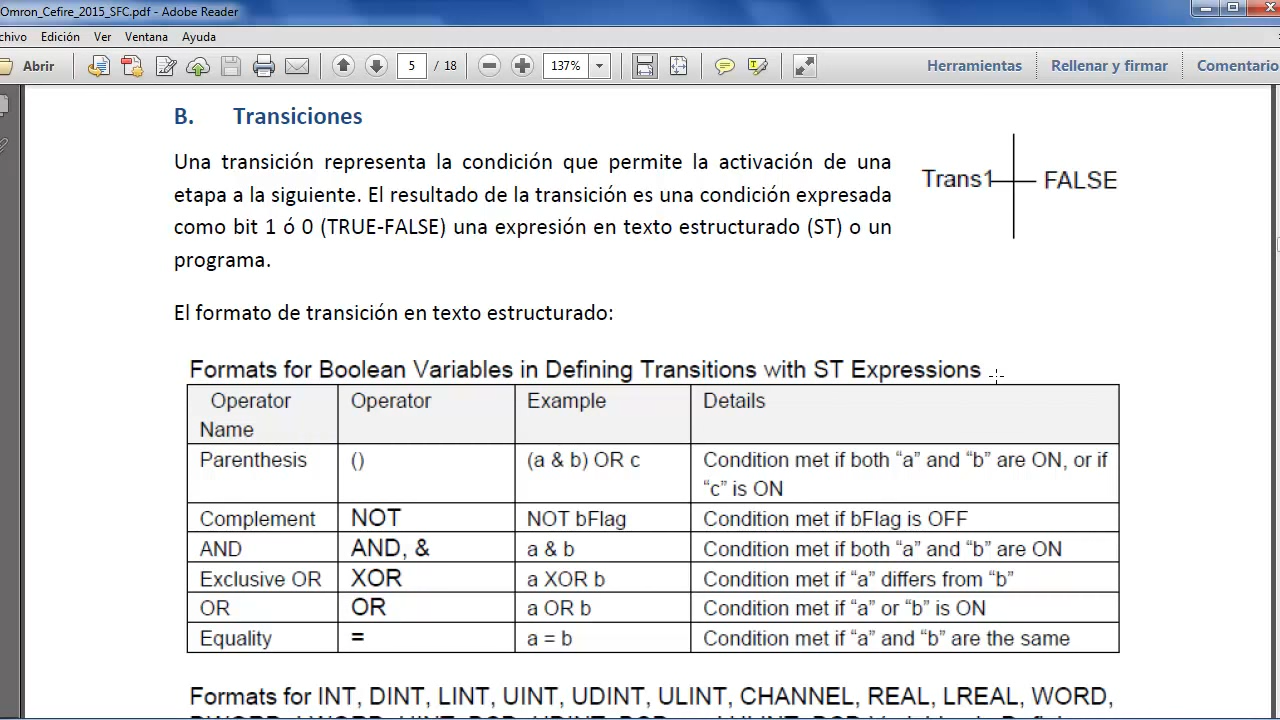 Omron_Cefire_2015_SFC.pdf - Adobe Reader
chivo Edición Ver Ventana Ayuda
Abrir 5 / 18 137% Herramientas Rellenar y firmar Comentario
B. Transiciones
Una transición representa la condición que permite la activación de una
etapa a la siguiente. El resultado de la transición es una condición expresada
como bit 1 ó 0 (TRUE-FALSE) una expresión en texto estructurado (ST) o un
programa.
Trans1 FALSE
El formato de transición en texto estructurado:
Formats for Boolean Variables in Defining Transitions with ST Expressions
Operator Name Operator Example Details
Parenthesis () (a & b) OR c Condition met if both “a” and “b” are ON, or if
“c” is ON
Complement NOT NOT bFlag Condition met if bFlag is OFF
AND AND, & a & b Condition met if both “a” and “b” are ON
Exclusive OR XOR a XOR b Condition met if “a” differs from “b”
OR OR a OR b Condition met if “a” or “b” is ON
Equality = a = b Condition met if “a” and “b” are the same
Formats for INT, DINT, LINT, UINT, UDINT, ULINT, CHANNEL, REAL, LREAL, WORD,